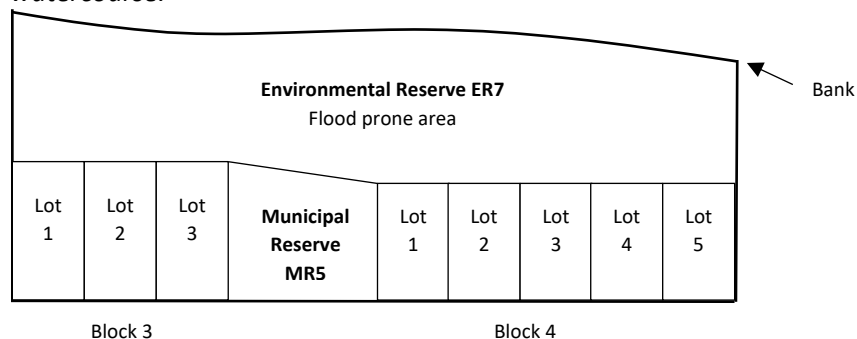 Environmental Reserve ER7
Bank
Flood prone area
Lot
1
Lot
2
Lot
3
Municipal
Reserve
MR5
Lot
1
Lot
2
Lot
3
Lot
4
Lot
5
Block 3
Block 4